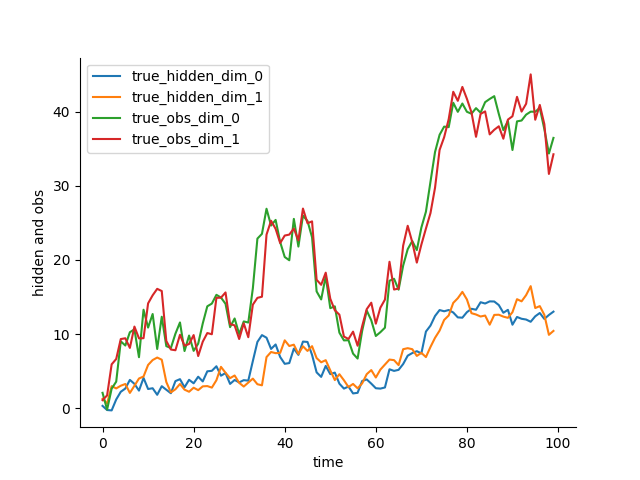 true_hidden_dim_0
true_hidden_dim_1
true_obs_dim_0
true_obs_dim_1
hidden and obs
40
30
20
10
0
0 20 40 60 80 100
time